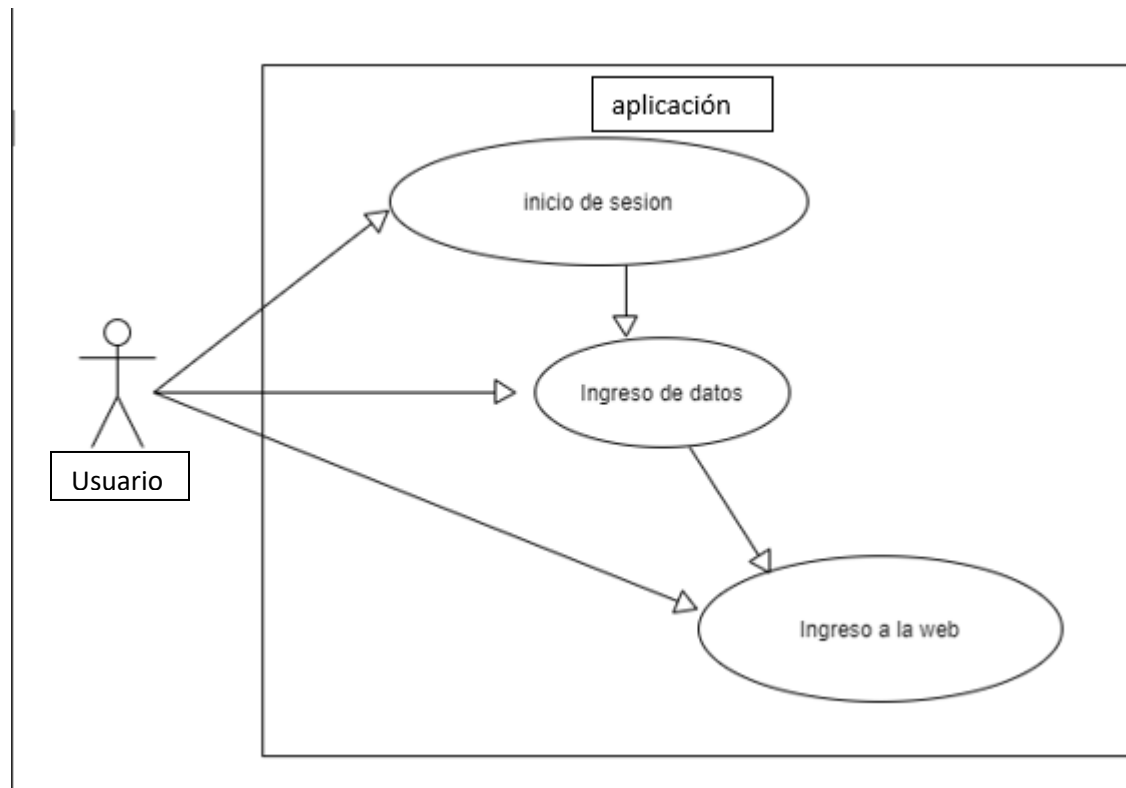 aplicación
inicio de sesion
Ingreso de datos
Usuario
Ingreso a la web